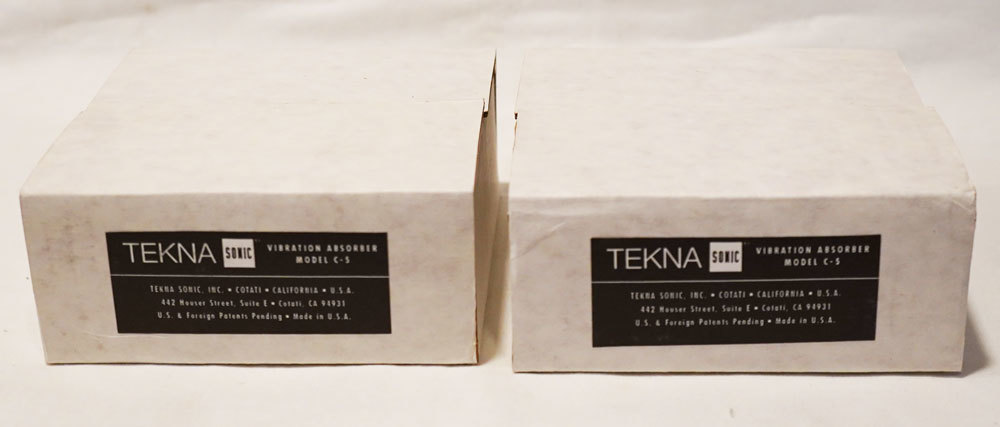 TEKNA SONIC VIBRATION ABSORBER
MODEL C-5
TEKNA SONIC, INC. • COTATI • CALIFORNIA • U.S.A.
442 Houser Street, Suite E • Cotati, CA 94931
U.S. & Foreign Patents Pending • Made in U.S.A.
TEKNA SONIC VIBRATION ABSORBER
MODEL C-5
TEKNA SONIC, INC. • COTATI • CALIFORNIA • U.S.A.
442 Houser Street, Suite E • Cotati, CA 94931
U.S. & Foreign Patents Pending • Made in U.S.A.